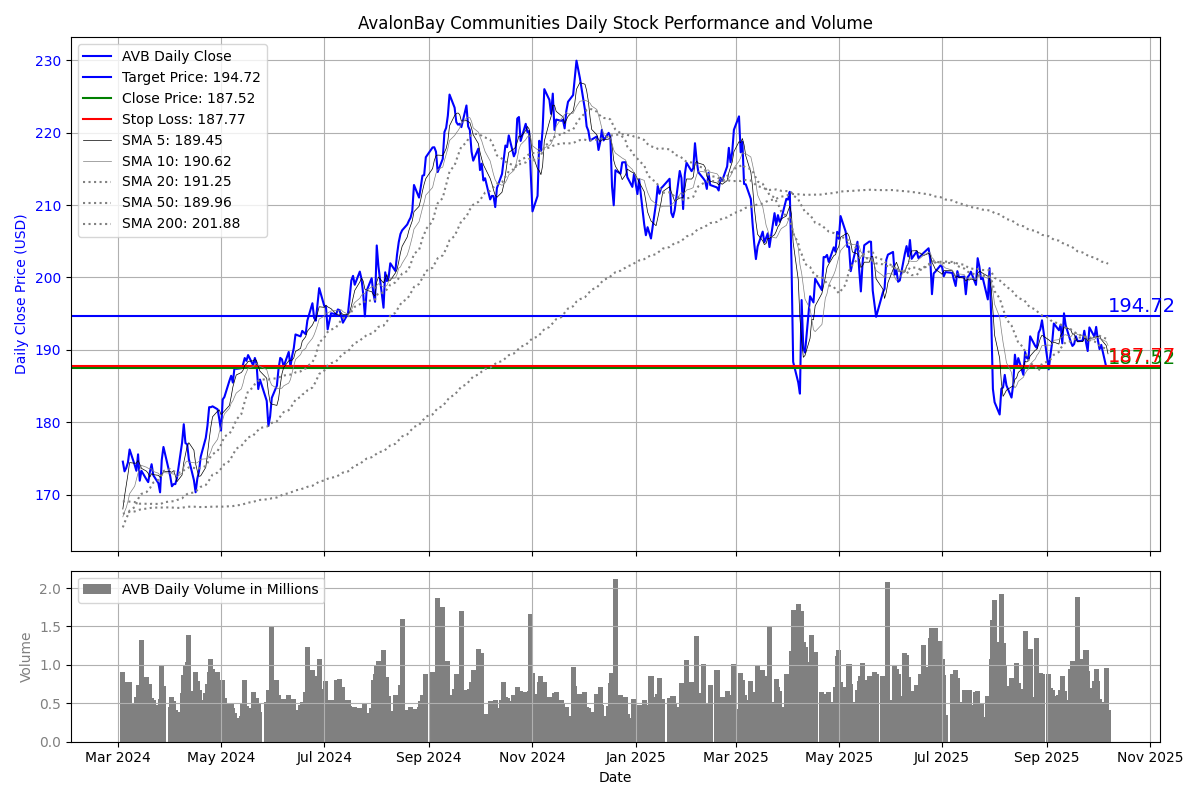 AvalonBay Communities Daily Stock Performance and Volume
AVB Daily Close
Target Price: 194.72
Close Price: 187.52
Stop Loss: 187.77
SMA 5: 189.45
SMA 10: 190.62
SMA 20: 191.25
SMA 50: 189.96
SMA 200: 201.88
230
220
210
200
190
180
170
Daily Close Price (USD)
194.72
187.77
187.52
AVB Daily Volume in Millions
2.0
1.5
1.0
0.5
0.0
Volume
Mar 2024 May 2024 Jul 2024 Sep 2024 Nov 2024 Jan 2025 Mar 2025 May 2025 Jul 2025 Sep 2025 Nov 2025
Date